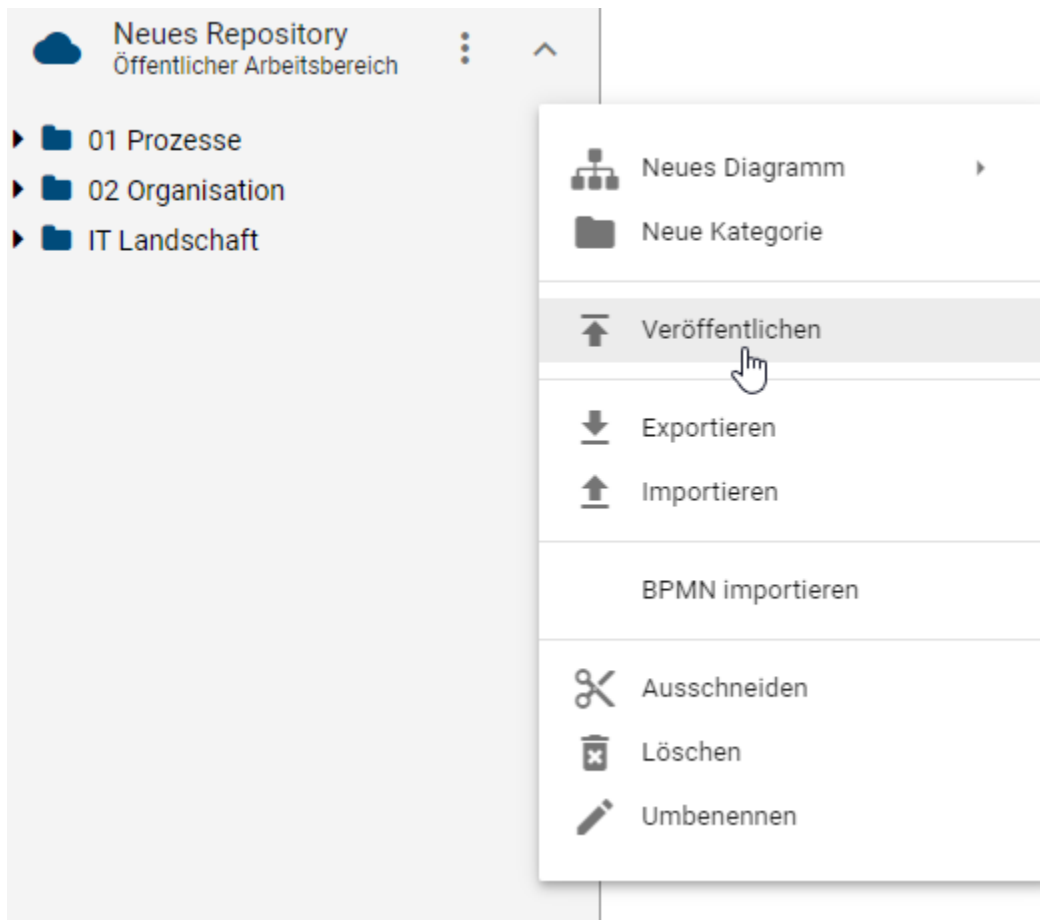 Neues Repository
Öffentlicher Arbeitsbereich
01 Prozesse
02 Organisation
IT Landschaft
Neues Diagramm
Neue Kategorie
Veröffentlichen
Exportieren
Importieren
BPMN importieren
Ausschneiden
Löschen
Umbenennen